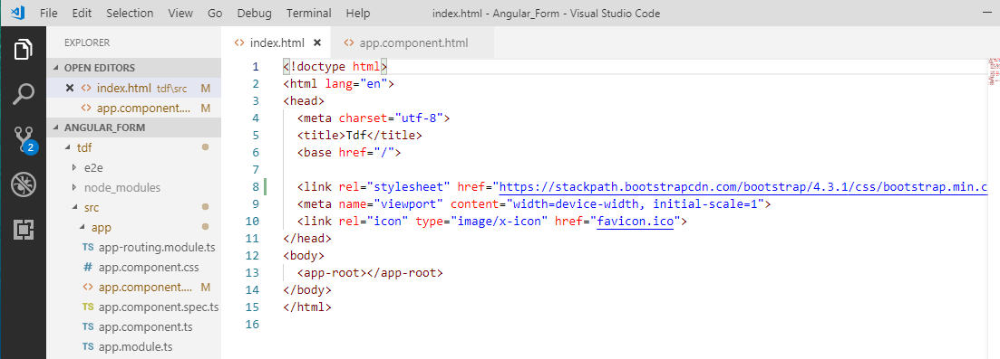 File Edit Selection View Go Debug Terminal Help index.html - Angular_Form - Visual Studio Code
EXPLORER
OPEN EDITORS
index.html tdf\src M
app.component.... M
ANGULAR_FORM
tdf
e2e
node_modules
src
app
TS app-routing.module.ts
# app.component.css
<> app.component.... M
TS app.component.spec.ts
TS app.component.ts
TS app.module.ts
2
index.html app.component.html
1 <!doctype html>
2 <html lang="en">
3 <head>
4 <meta charset="utf-8">
5 <title>Tdf</title>
6 <base href="/">
7
8 <link rel="stylesheet" href="https://stackpath.bootstrapcdn.com/bootstrap/4.3.1/css/bootstrap.min.c
9 <meta name="viewport" content="width=device-width, initial-scale=1">
10 <link rel="icon" type="image/x-icon" href="favicon.ico">
11 </head>
12 <body>
13 <app-root></app-root>
14 </body>
15 </html>
16